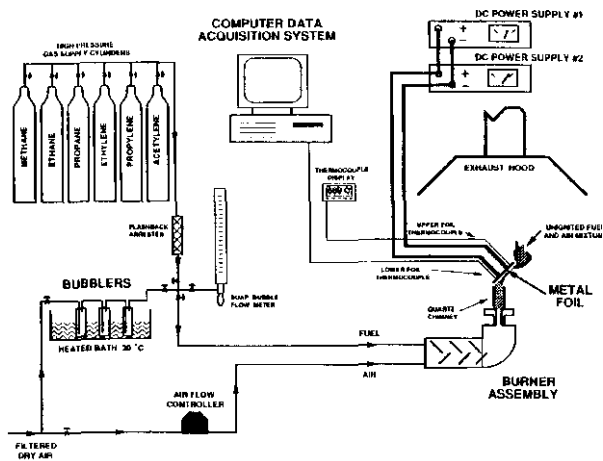 COMPUTER DATA
ACQUISITION SYSTEM
DC POWER SUPPLY #1
+ −
DC POWER SUPPLY #2
+ −
HIGH PRESSURE
GAS SUPPLY CYLINDERS
METHANE
ETHANE
PROPANE
ETHYLENE
PROPYLENE
ACETYLENE
EXHAUST HOOD
THERMOCOUPLE
DISPLAY
FLASHBACK
ARRESTER
UPPER FOIL
THERMOCOUPLE
UNIGNITED FUEL
AND AIR MIXTURE
LOWER FOIL
THERMOCOUPLE
METAL
FOIL
BUBBLERS
SOAP BUBBLE
FLOW METER
QUARTZ
CHIMNEY
HEATED BATH 30 °C
FUEL
AIR
BURNER
ASSEMBLY
AIR FLOW
CONTROLLER
FILTERED
DRY AIR